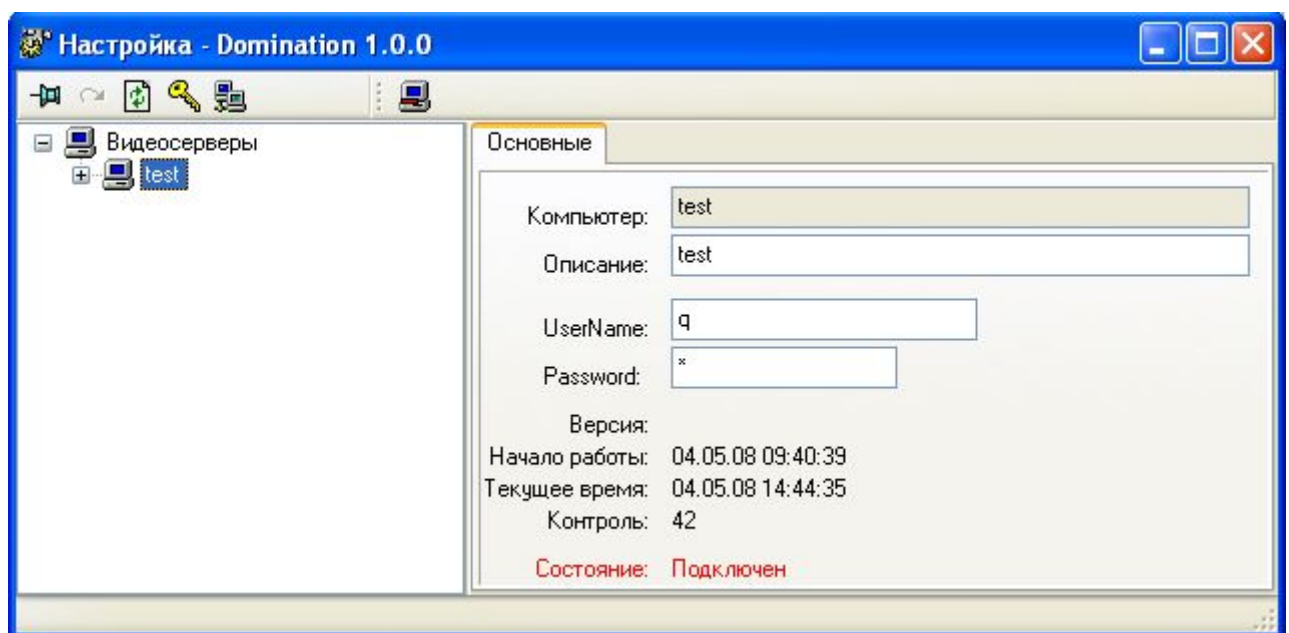 Настройка - Domination 1.0.0
Видеосерверы
test
Основные
Компьютер: test
Описание: test
UserName: q
Password: *
Версия:
Начало работы: 04.05.08 09:40:39
Текущее время: 04.05.08 14:44:35
Контроль: 42
Состояние: Подключен